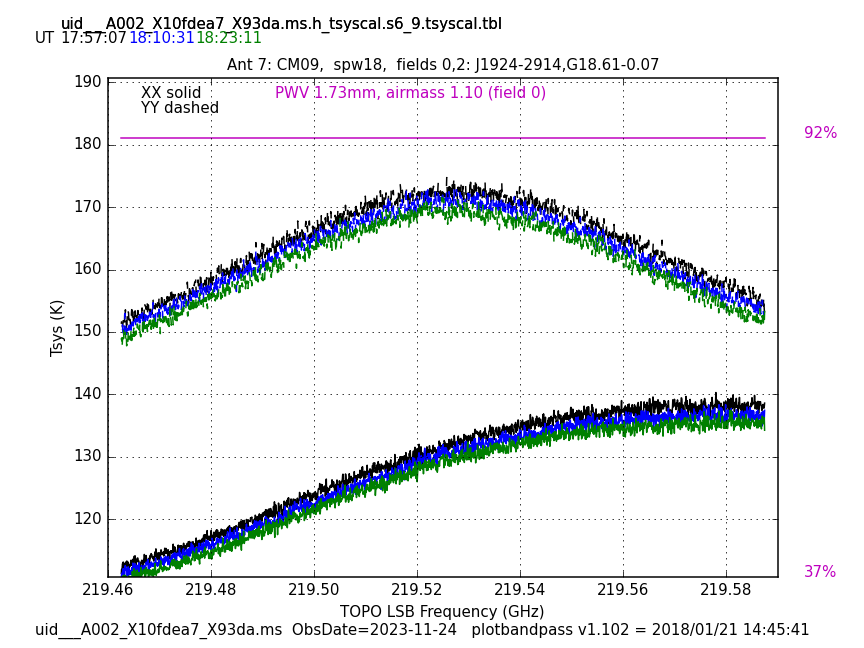 uid___A002_X10fdea7_X93da.ms.h_tsyscal.s6_9.tsyscal.tbl
UT 17:57:07 18:10:31 18:23:11
Ant 7: CM09,  spw18,  fields 0,2: J1924-2914,G18.61-0.07
XX solid
YY dashed
PWV 1.73mm, airmass 1.10 (field 0)
92%
37%
190
180
170
160
150
140
130
120
Tsys (K)
219.46 219.48 219.50 219.52 219.54 219.56 219.58
TOPO LSB Frequency (GHz)
uid___A002_X10fdea7_X93da.ms  ObsDate=2023-11-24   plotbandpass v1.102 = 2018/01/21 14:45:41